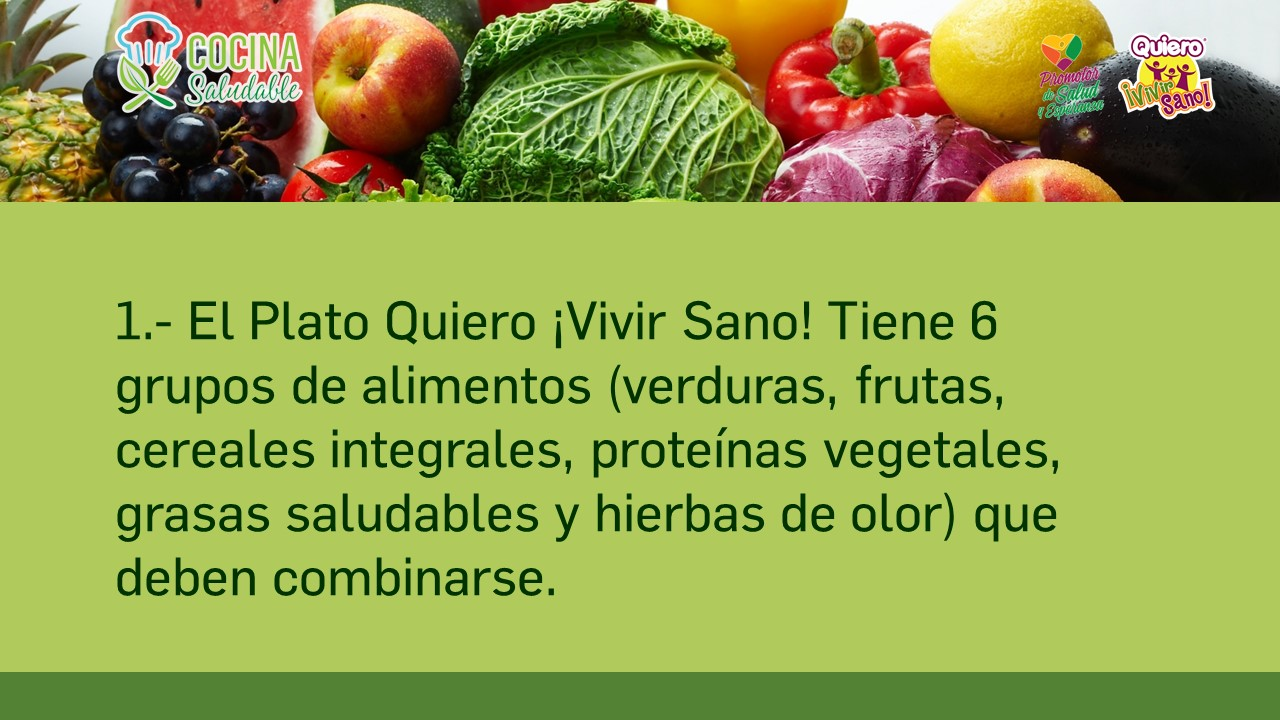 COCINA
Saludable
Promotor
de Salud
y Esperanza
Quiero
¡Vivir
Sano!
1.- El Plato Quiero ¡Vivir Sano! Tiene 6
grupos de alimentos (verduras, frutas,
cereales integrales, proteínas vegetales,
grasas saludables y hierbas de olor) que
deben combinarse.